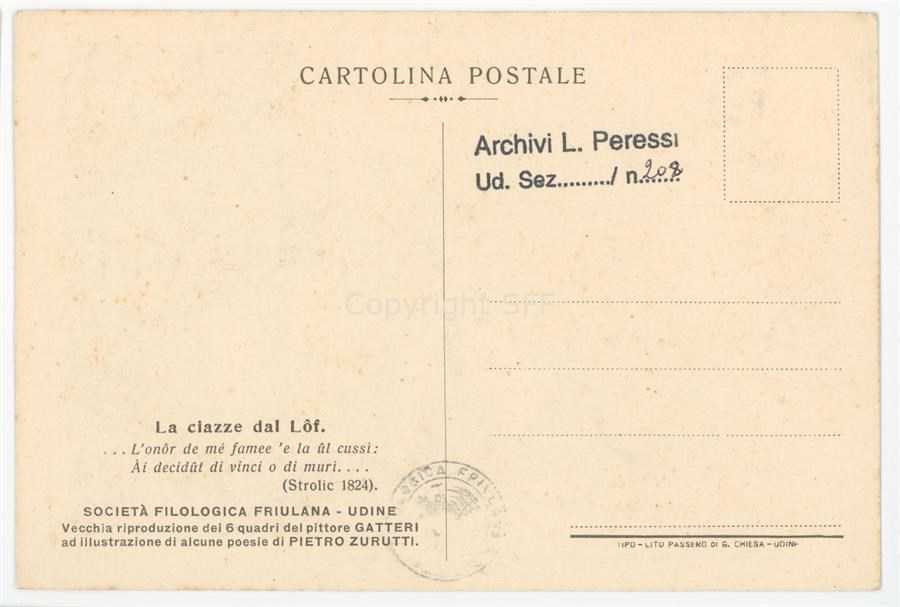 CARTOLINA POSTALE
Archivi L. Peressi
Ud. Sez........./ n.208
Copyright SFF
La ciazze dal Lôf.
. . . L'onôr de mé famee 'e la ûl cussì:
Ài decidût di vinci o di murì. . . .
(Strolic 1824).
SOCIETÀ FILOLOGICA FRIULANA - UDINE
Vecchia riproduzione dei 6 quadri del pittore GATTERI
ad illustrazione di alcune poesie di PIETRO ZURUTTI.
FRIULANA
TIPO - LITO PASSERO DI G. CHIESA - UDINE